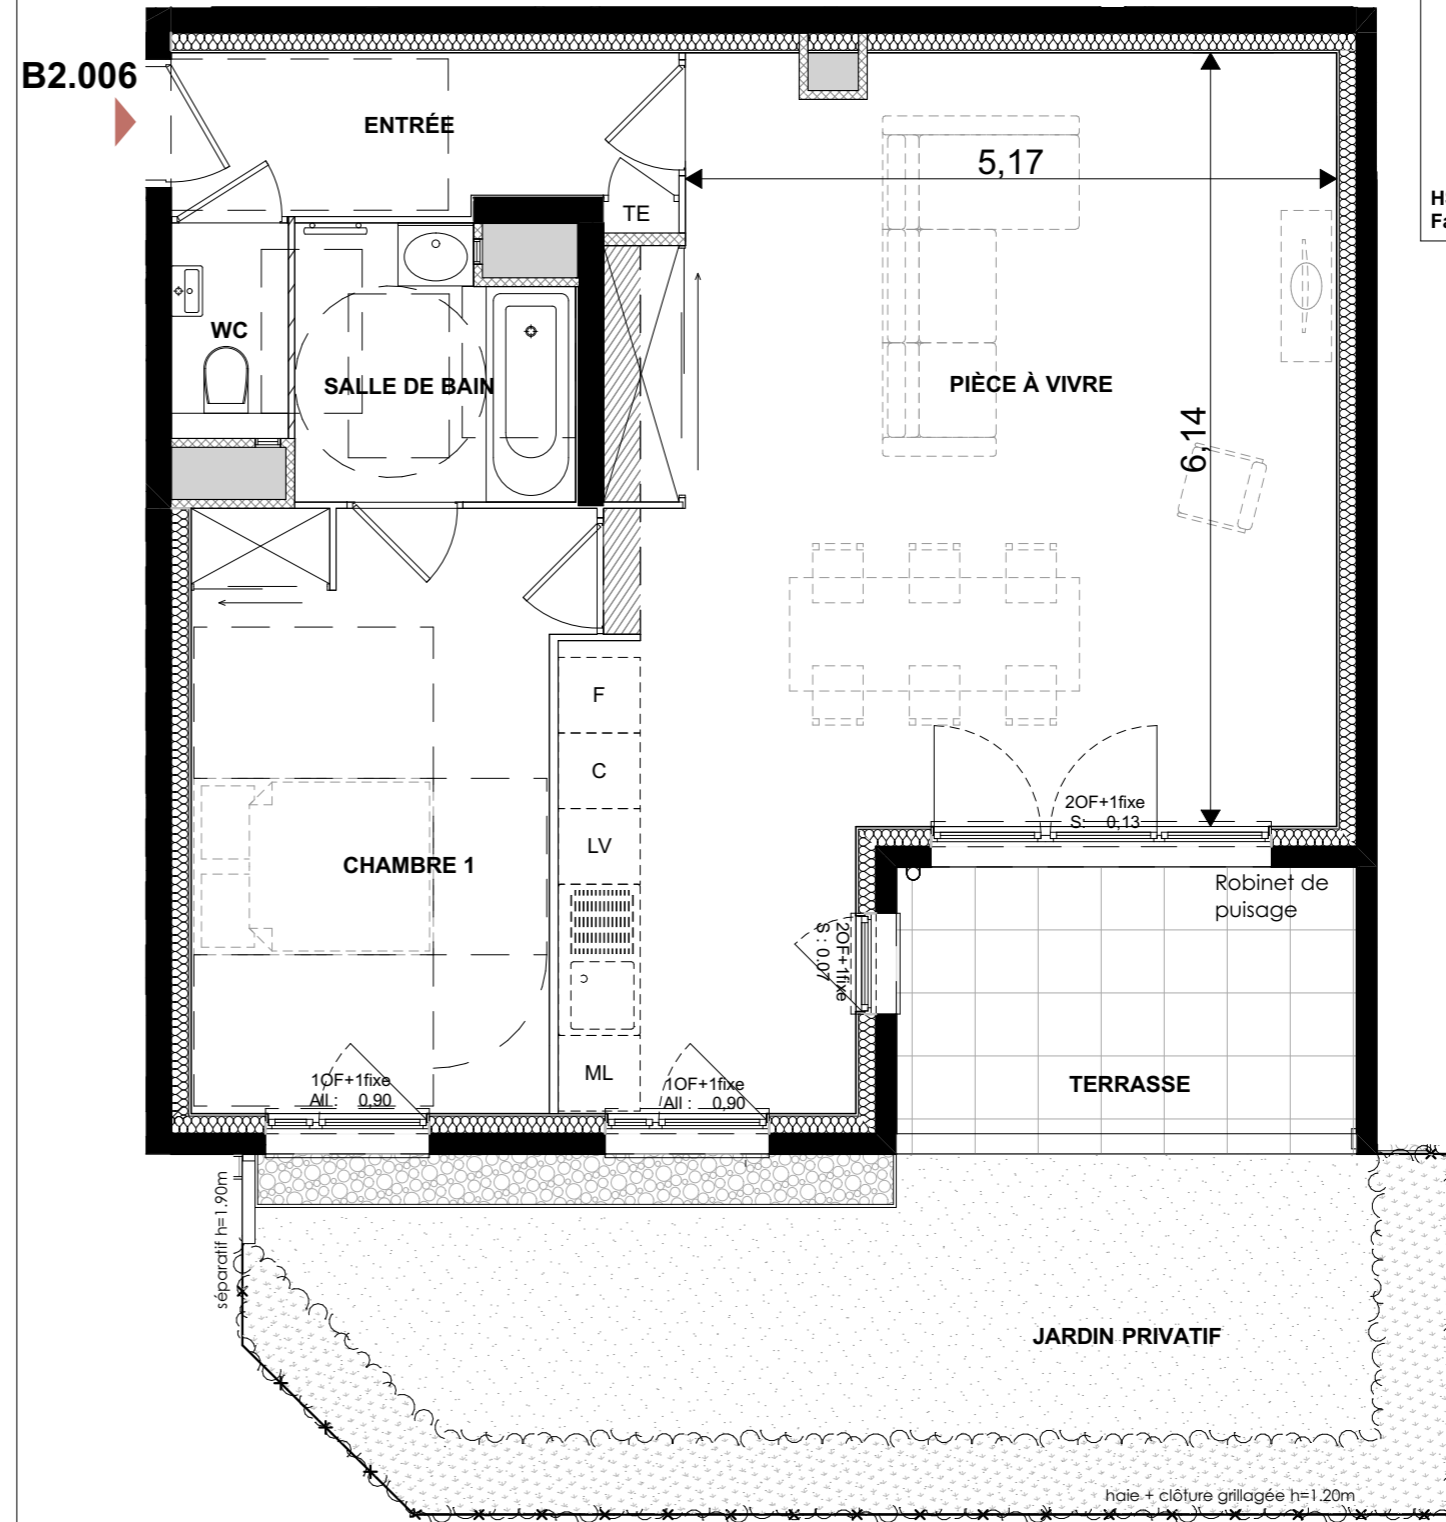 B2.006
ENTRÉE
5,17
TE
WC
SALLE DE BAIN
PIÈCE À VIVRE
6,14
F
C
LV
2OF+1fixe
S: 0,13
CHAMBRE 1
Robinet de
puisage
2OF+1fixe
S : 0.07
ML
1OF+1fixe
All : 0,90
1OF+1fixe
All : 0,90
TERRASSE
séparatif h=1.90m
JARDIN PRIVATIF
haie + clôture grillagée h=1.20m